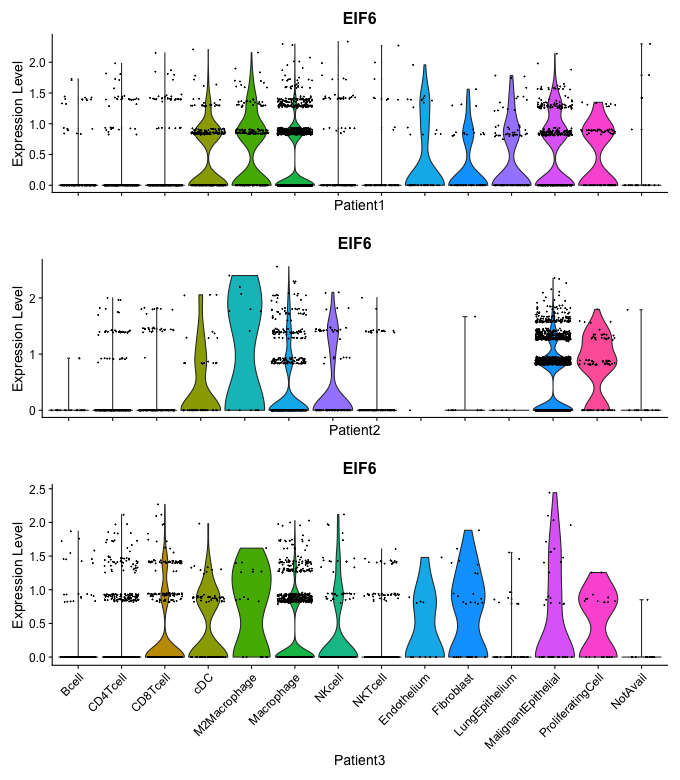 EIF6
Expression Level
2.0
1.5
1.0
0.5
0.0
Patient1
EIF6
Expression Level
2
1
0
Patient2
EIF6
Expression Level
2.5
2.0
1.5
1.0
0.5
0.0
Bcell
CD4Tcell
CD8Tcell
cDC
M2Macrophage
Macrophage
NKcell
NKTcell
Endothelium
Fibroblast
LungEpithelium
MalignantEpithelial
ProliferatingCell
NotAvail
Patient3